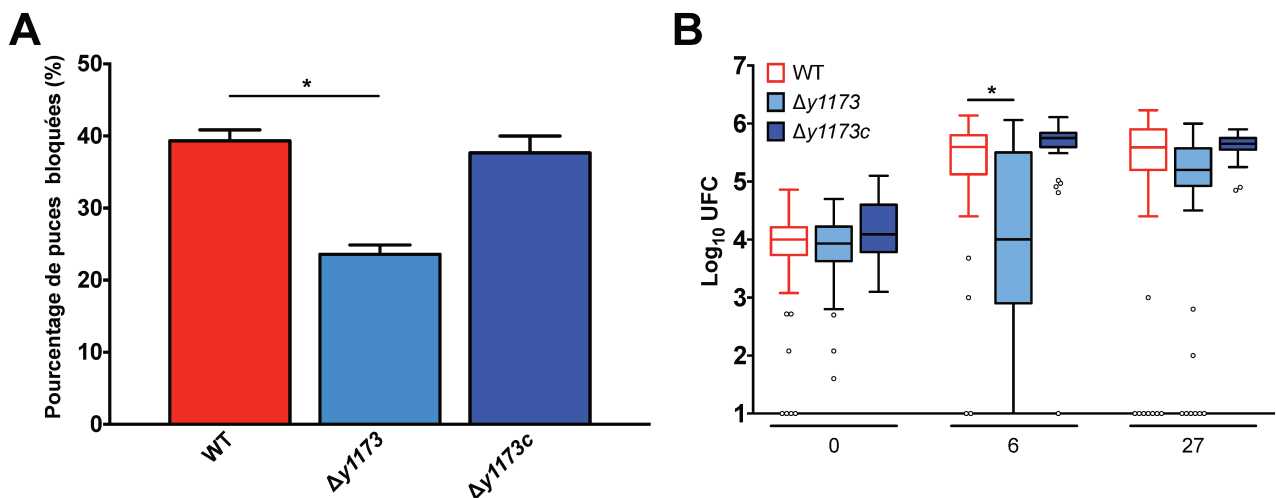 A
Pourcentage de puces bloquées (%)
50
40
30
20
10
0
*
WT
Δy1173
Δy1173c
B
Log10 UFC
7
6
5
4
3
2
1
WT
Δy1173
Δy1173c
*
0
6
27